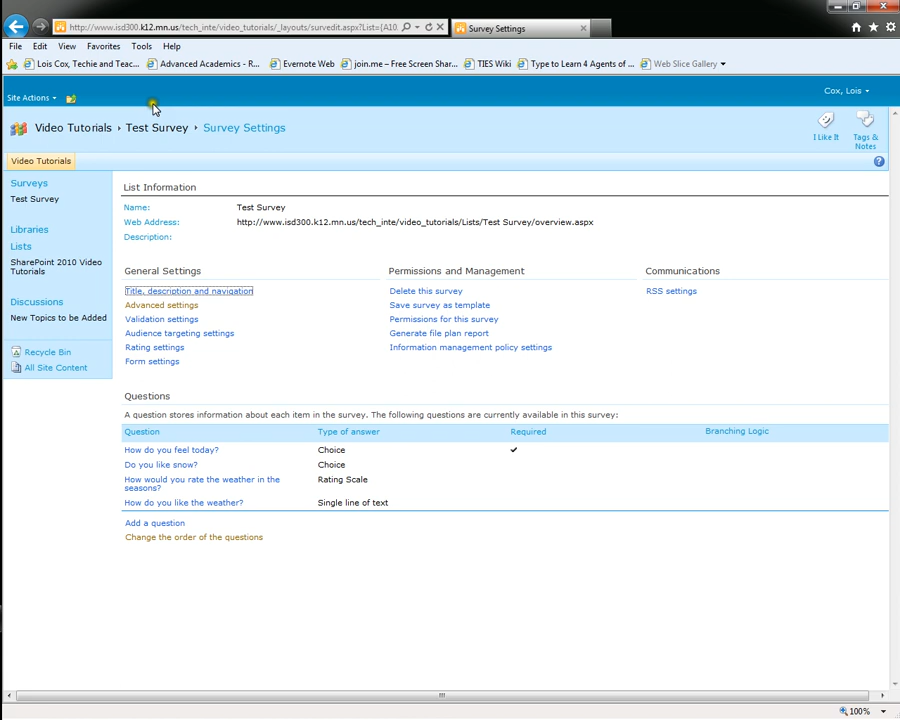 http://www.isd300.k12.mn.us/tech_inte/video_tutorials/_layouts/survedit.aspx?List={A10
Survey Settings
File Edit View Favorites Tools Help
Lois Cox, Techie and Teac... Advanced Academics - R... Evernote Web join.me – Free Screen Shar... TIES Wiki Type to Learn 4 Agents of ... Web Slice Gallery
Cox, Lois
Site Actions
Video Tutorials Test Survey Survey Settings
I Like It
Tags &
Notes
Video Tutorials
Surveys
Test Survey
Libraries
Lists
SharePoint 2010 Video
Tutorials
Discussions
New Topics to be Added
Recycle Bin
All Site Content
List Information
Name: Test Survey
Web Address: http://www.isd300.k12.mn.us/tech_inte/video_tutorials/Lists/Test Survey/overview.aspx
Description:
General Settings
Title, description and navigation
Advanced settings
Validation settings
Audience targeting settings
Rating settings
Form settings
Permissions and Management
Delete this survey
Save survey as template
Permissions for this survey
Generate file plan report
Information management policy settings
Communications
RSS settings
Questions
A question stores information about each item in the survey. The following questions are currently available in this survey:
Question Type of answer Required Branching Logic
How do you feel today? Choice ✓
Do you like snow? Choice
How would you rate the weather in the Rating Scale
seasons?
How do you like the weather? Single line of text
Add a question
Change the order of the questions
100%